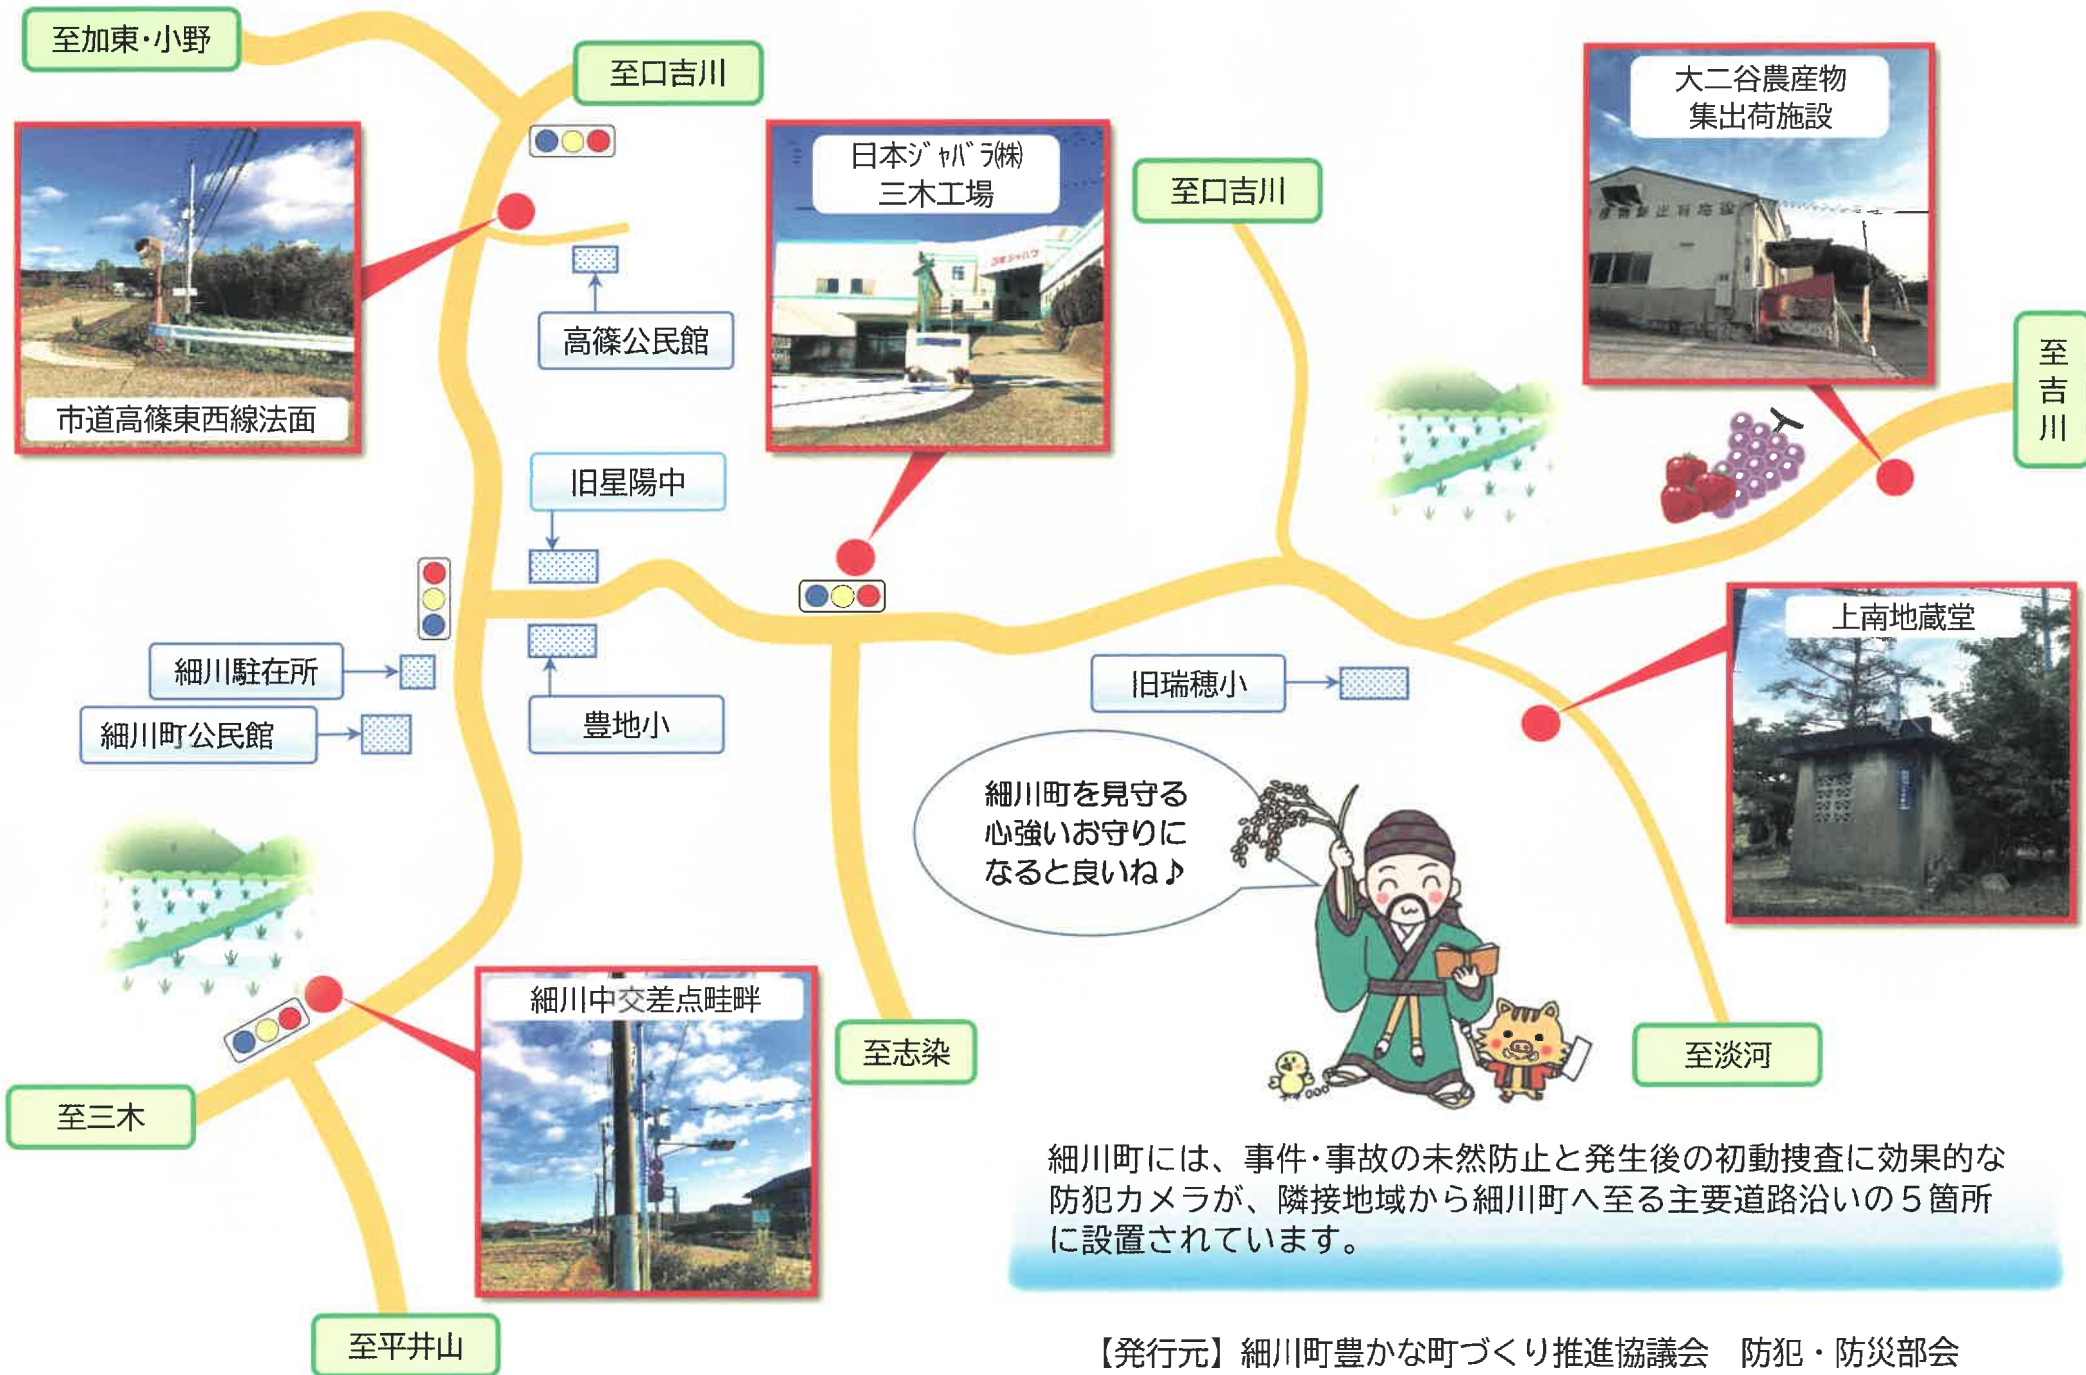 至加東・小野
至口吉川
大二谷農産物
集出荷施設
日本ｼﾞｬﾊﾞﾗ㈱
三木工場
至口吉川
高篠公民館
至吉川
市道高篠東西線法面
旧星陽中
上南地蔵堂
細川駐在所
旧瑞穂小
細川町公民館
豊地小
細川町を見守る
心強いお守りに
なると良いね♪
細川中交差点畦畔
至志染
至淡河
至三木
細川町には、事件・事故の未然防止と発生後の初動捜査に効果的な
防犯カメラが、隣接地域から細川町へ至る主要道路沿いの５箇所
に設置されています。
至平井山
【発行元】細川町豊かな町づくり推進協議会　防犯・防災部会